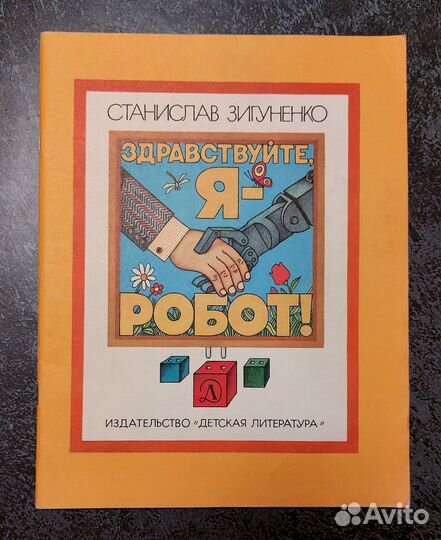 СТАНИСЛАВ ЗИГУНЕНКО
ЗДРАВСТВУЙТЕ,
Я-
РОБОТ!
Д
ИЗДАТЕЛЬСТВО "ДЕТСКАЯ ЛИТЕРАТУРА"
Avito